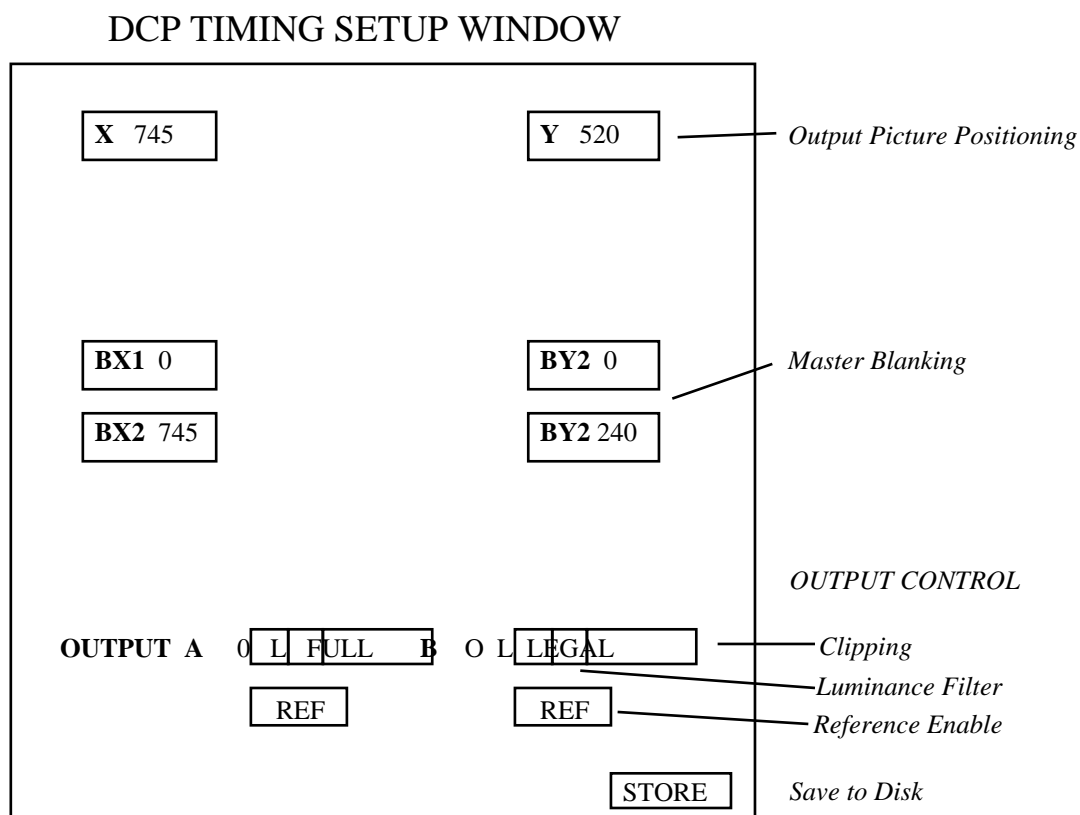 DCP TIMING SETUP WINDOW
X 745 Y 520 Output Picture Positioning
BX1 0 BY2 0 Master Blanking
BX2 745 BY2 240
OUTPUT CONTROL
OUTPUT A 0 L FULL B O L LEGAL Clipping
Luminance Filter
REF REF Reference Enable
STORE Save to Disk